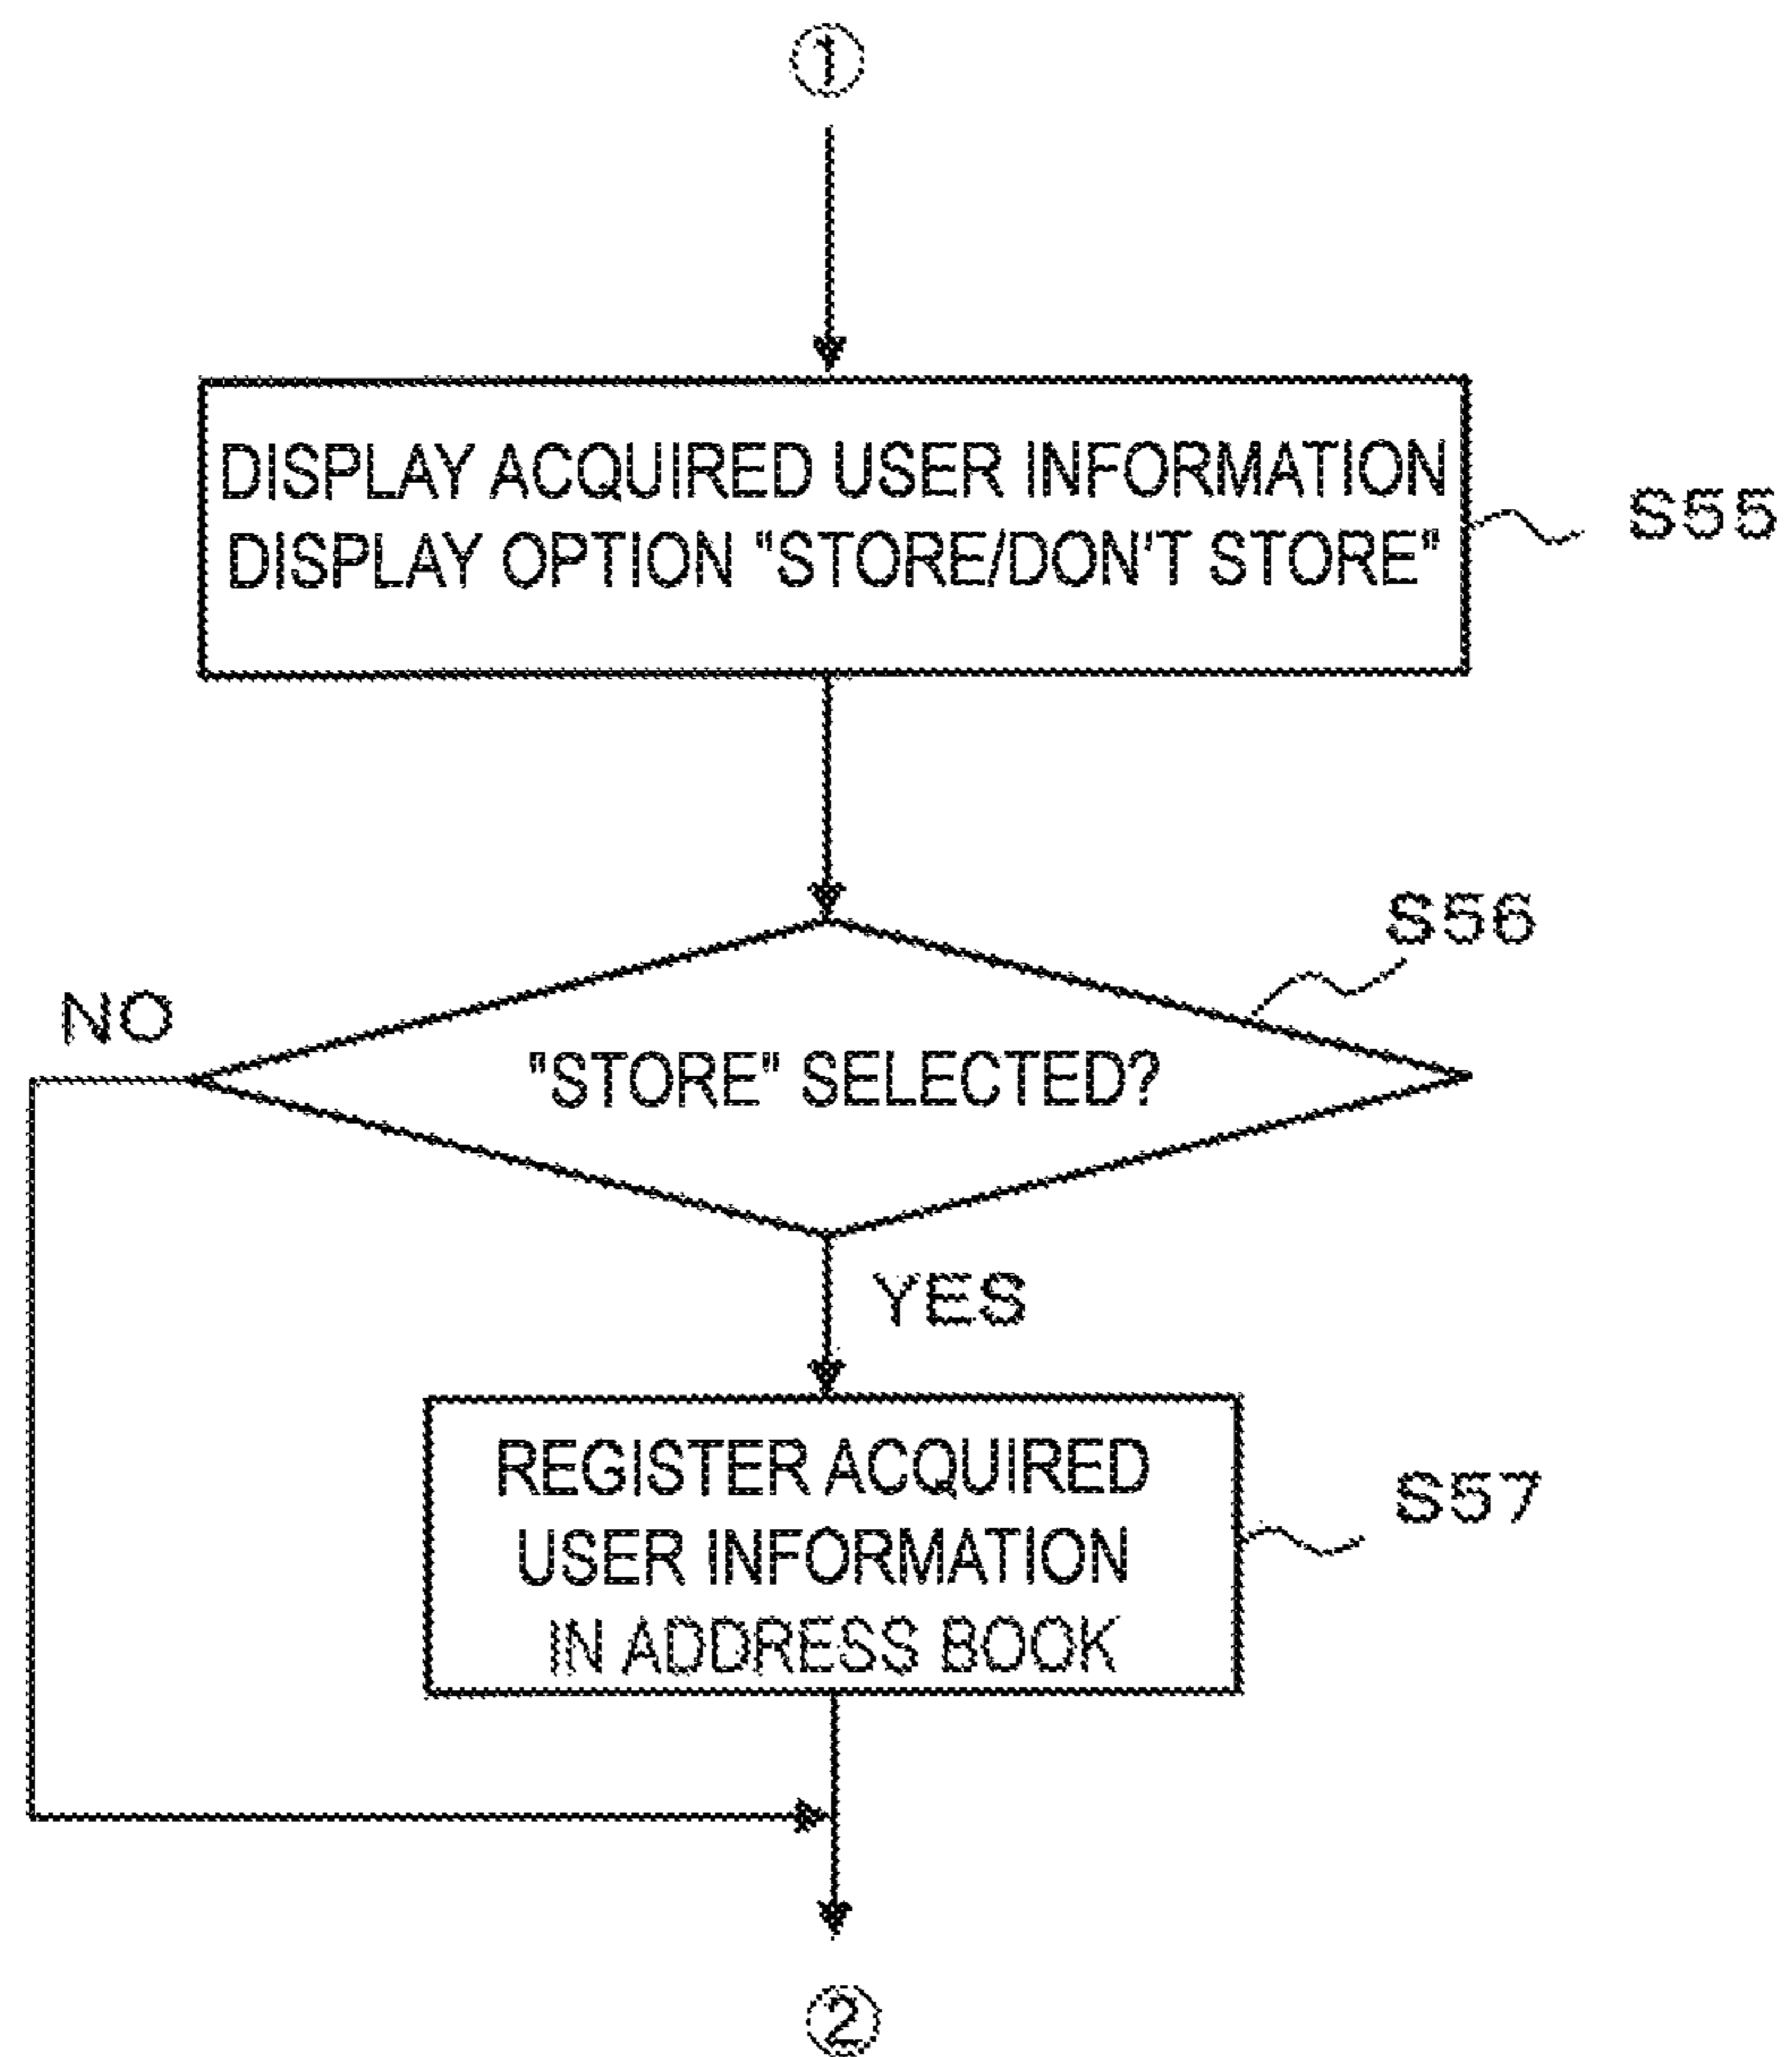 ①
DISPLAY ACQUIRED USER INFORMATION
DISPLAY OPTION "STORE/DON'T STORE"
S55
S56
NO
"STORE" SELECTED?
YES
REGISTER ACQUIRED
USER INFORMATION
IN ADDRESS BOOK
S57
②